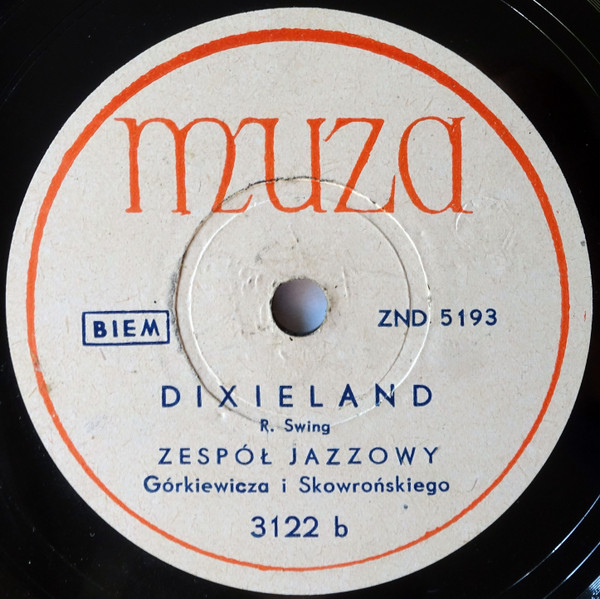 muza
BIEM
ZND 5193
DIXIELAND
R. Swing
ZESPÓŁ JAZZOWY
Górkiewicza i Skowrońskiego
3122 b